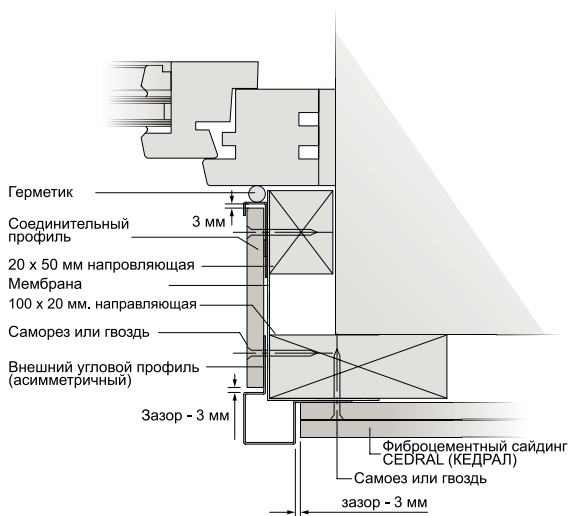 Герметик
3 мм
Соединительный
профиль
20 x 50 мм напровляющая
Мембрана
100 x 20 мм. направляющая
Саморез или гвоздь
Внешний угловой профиль
(асимметричный)
Зазор - 3 мм
Фиброцементный сайдинг
CEDRAL (КЕДРАЛ)
Самоез или гвоздь
зазор - 3 мм